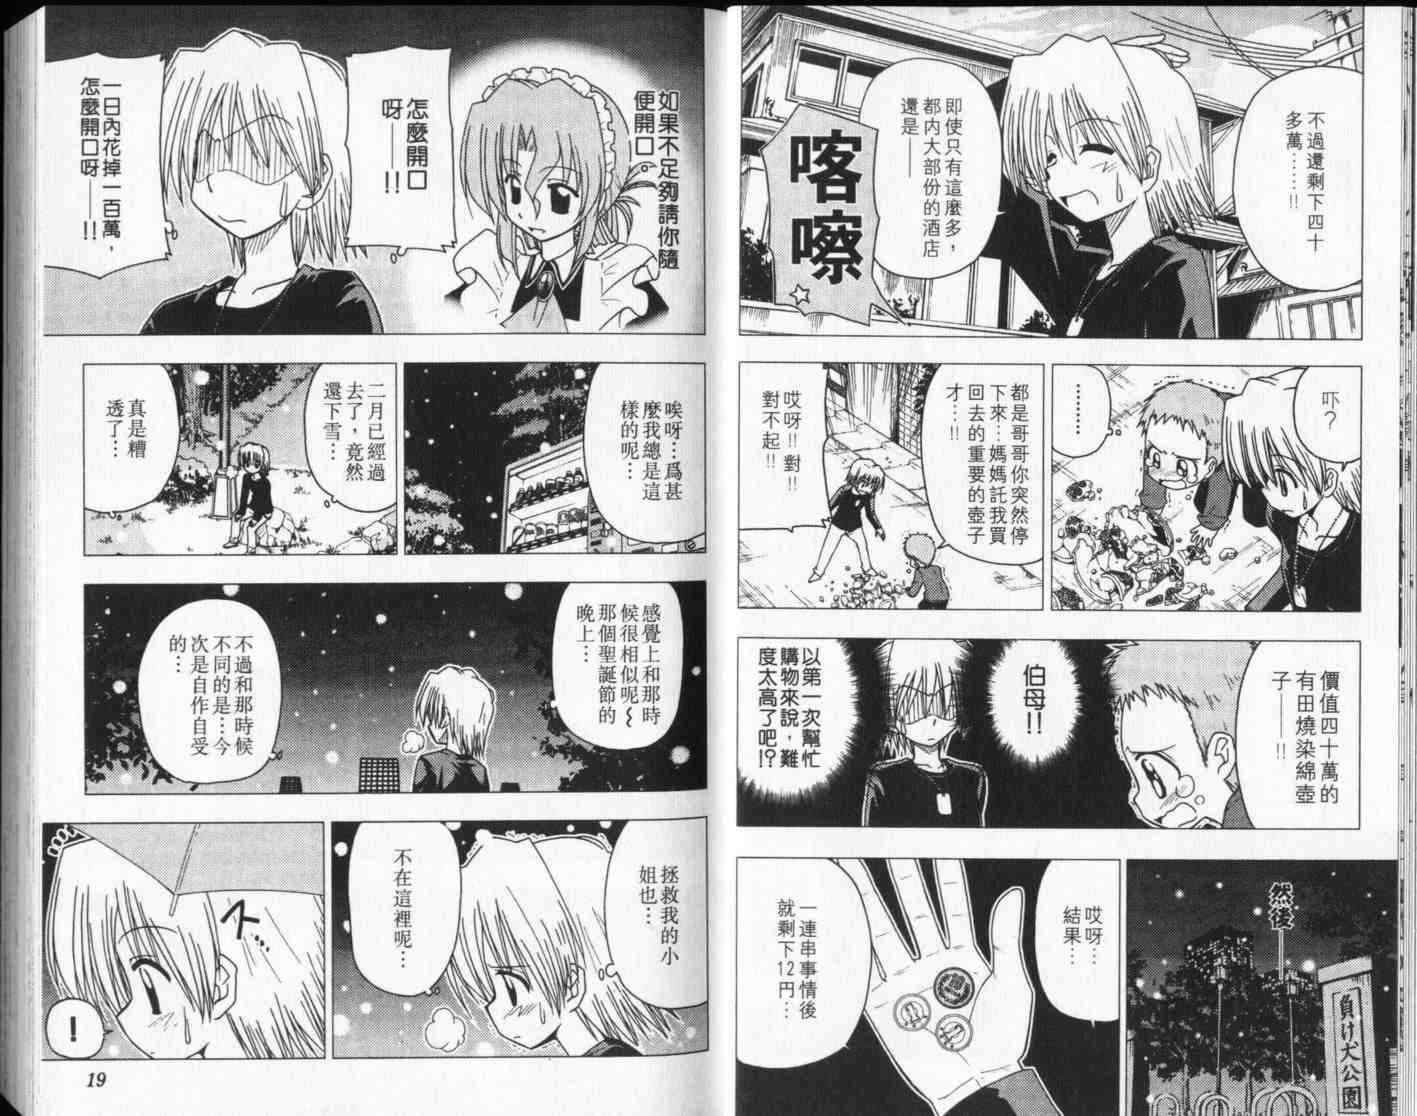 不過還剩下四十
多萬……!!
即使只有這麼多，
都內大部份的酒店
還是——
喀嚓
吓？
………
都是哥哥你突然停
下來…媽媽託我買
回去的重要的壺子
才…!!
哎呀!!對
對不起!!
價值四十萬的
有田燒染綿壺
子——!!
伯母!!
以第一次幫忙
購物來說，難
度太高了吧!?
然後
負け犬公園
哎呀…
結果…
一連串事情後
就剩下12円…
如果不足夠請你隨
便開口。
怎麼開口
呀——!!
一日內花掉一百萬，
怎麼開口呀——!!
唉呀…爲甚
麼我總是這
樣的呢…
二月已經過
去了，竟然
還下雪…
真是糟
透了…
感覺上和那時
候很相似呢～
那個聖誕節的
晚上…
不過和那時候
不同的是…今
次是自作自受
的…
拯救我的小
姐也…
不在這裡呢…
ス…
！
19